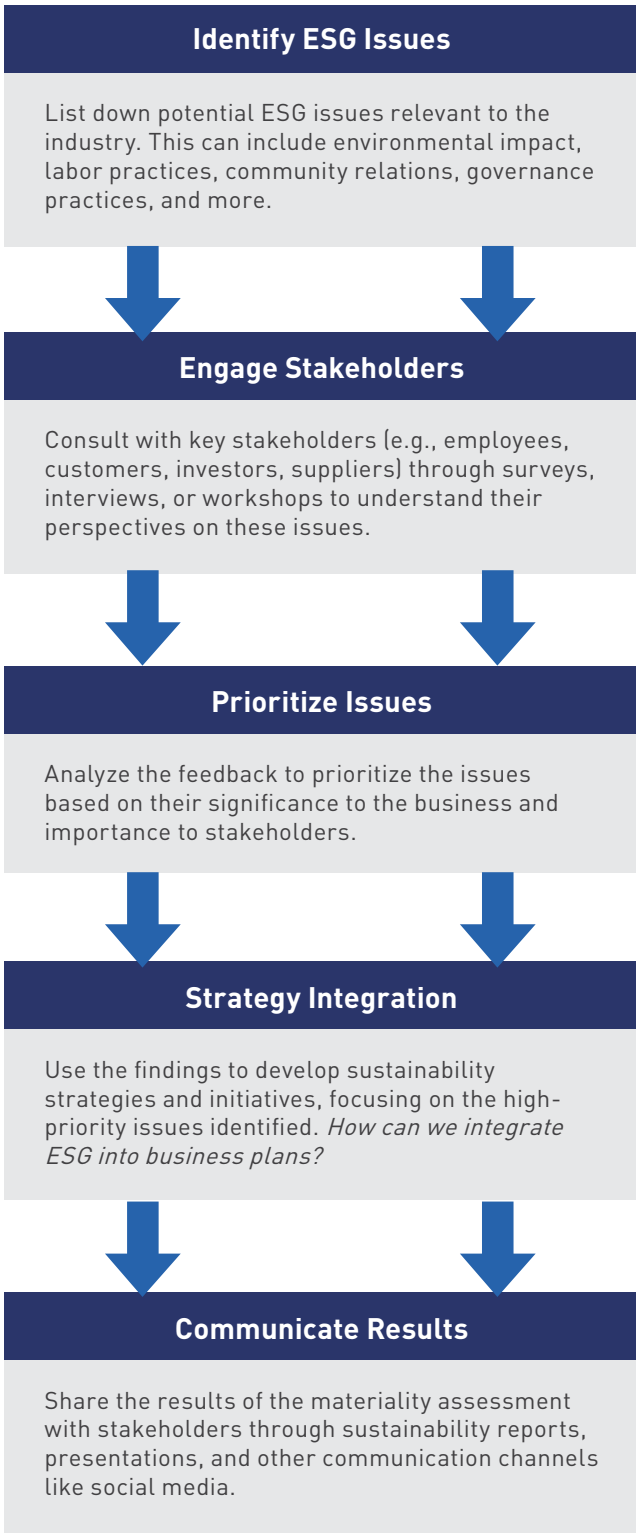 Identify ESG Issues
List down potential ESG issues relevant to the
industry. This can include environmental impact,
labor practices, community relations, governance
practices, and more.
Engage Stakeholders
Consult with key stakeholders (e.g., employees,
customers, investors, suppliers) through surveys,
interviews, or workshops to understand their
perspectives on these issues.
Prioritize Issues
Analyze the feedback to prioritize the issues
based on their significance to the business and
importance to stakeholders.
Strategy Integration
Use the findings to develop sustainability
strategies and initiatives, focusing on the high-
priority issues identified. How can we integrate
ESG into business plans?
Communicate Results
Share the results of the materiality assessment
with stakeholders through sustainability reports,
presentations, and other communication channels
like social media.